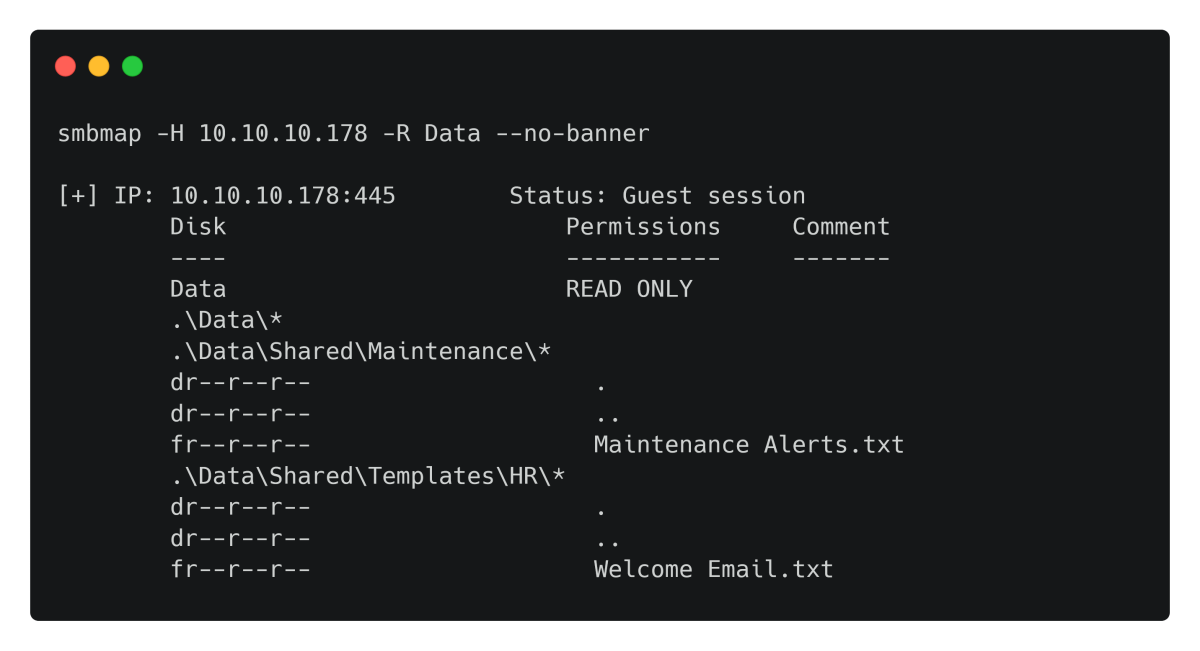 smbmap -H 10.10.10.178 -R Data --no-banner
[+] IP: 10.10.10.178:445        Status: Guest session
        Disk                        Permissions     Comment
        ----                        -----------     -------
        Data                        READ ONLY
        .\Data\*
        .\Data\Shared\Maintenance\*
        dr--r--r--                    .
        dr--r--r--                    ..
        fr--r--r--                    Maintenance Alerts.txt
        .\Data\Shared\Templates\HR\*
        dr--r--r--                    .
        dr--r--r--                    ..
        fr--r--r--                    Welcome Email.txt